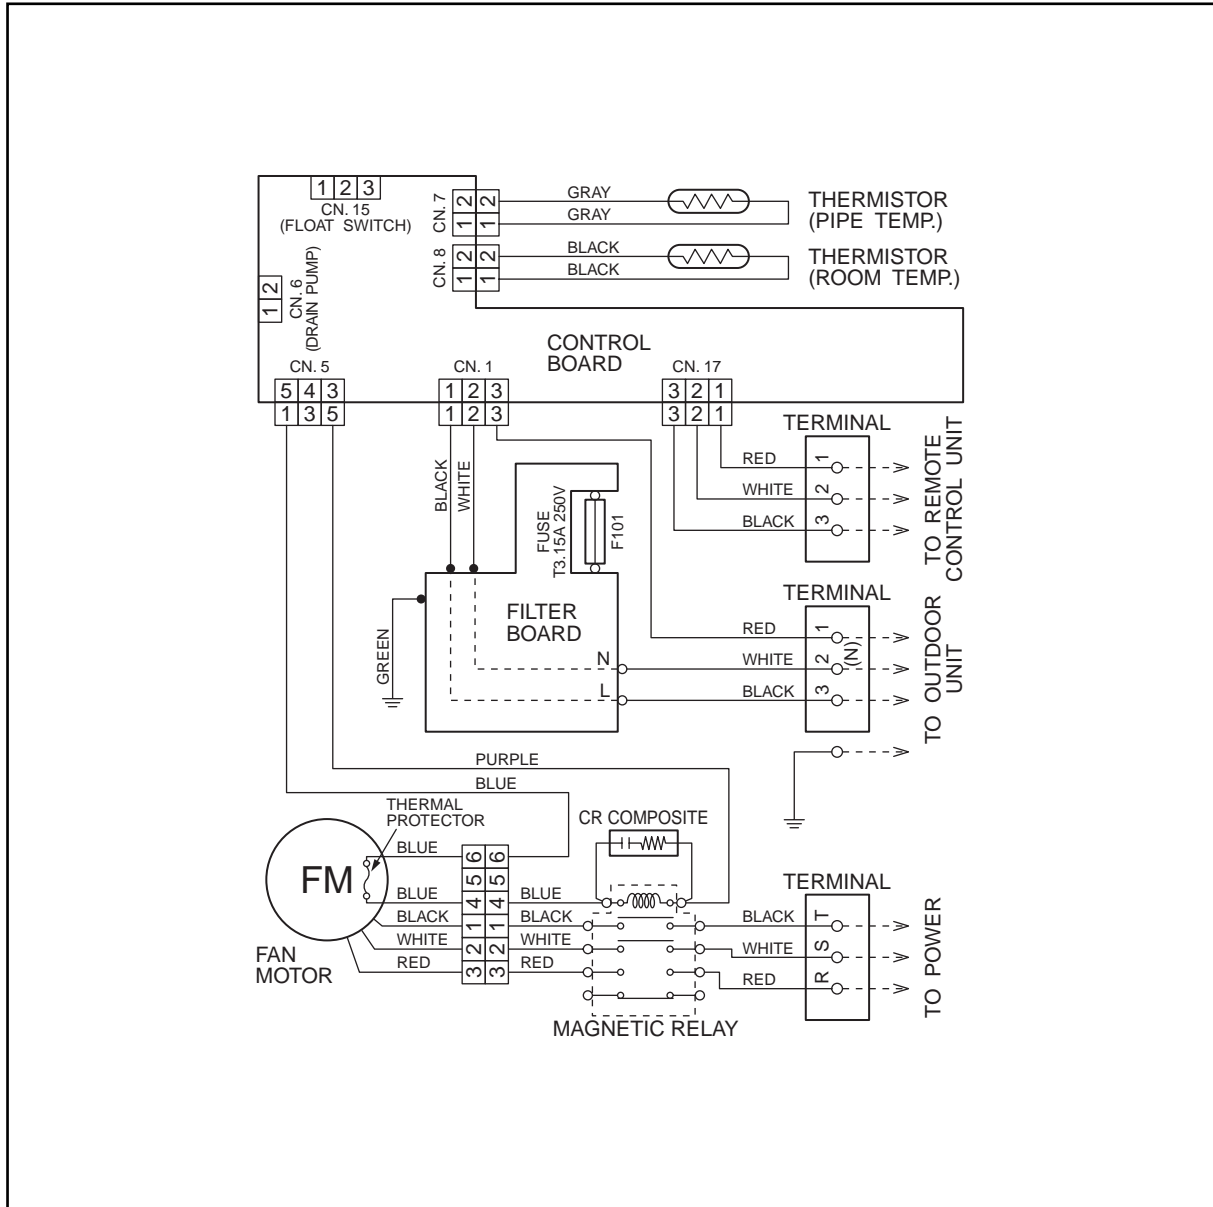 1 2 3
CN. 15
(FLOAT SWITCH)
CN. 7
2 2
1 1
GRAY
GRAY
THERMISTOR
(PIPE TEMP.)
CN. 8
2 2
1 1
BLACK
BLACK
THERMISTOR
(ROOM TEMP.)
1 2
CN. 6
(DRAIN PUMP)
CONTROL
BOARD
CN. 5
5 4 3
1 3 5
CN. 1
1 2 3
1 2 3
CN. 17
3 2 1
3 2 1
TERMINAL
RED 1
WHITE 2
BLACK 3
TO REMOTE
CONTROL UNIT
BLACK
WHITE
FUSE
T3.15A 250V
F101
FILTER
BOARD
N
L
GREEN
TERMINAL
RED 1
WHITE 2
(N)
BLACK 3
TO OUTDOOR
UNIT
PURPLE
BLUE
THERMAL
PROTECTOR
CR COMPOSITE
FM
FAN
MOTOR
BLUE 6 6
5 5
BLUE 4 4 BLUE
BLACK 1 1 BLACK
WHITE 2 2 WHITE
RED 3 3 RED
MAGNETIC RELAY
TERMINAL
BLACK T
WHITE S
RED R
TO POWER